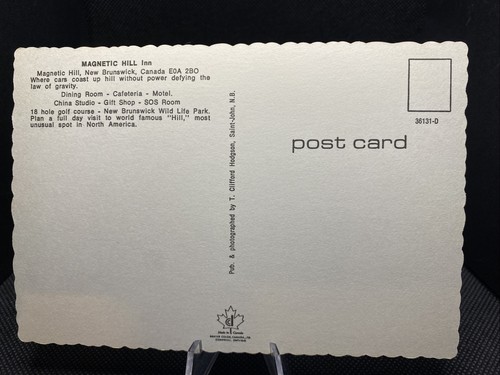 MAGNETIC HILL Inn
Magnetic Hill, New Brunswick, Canada E0A 2B0
Where cars coast up hill without power defying the
law of gravity.
Dining Room - Cafeteria - Motel.
China Studio - Gift Shop - SOS Room
18 hole golf course - New Brunswick Wild Life Park.
Plan a full day visit to world famous "Hill," most
unusual spot in North America.
Pub. & photographed by T. Clifford Hodgson, Saint-John, N.B.
36131-D
post card
Made in Canada